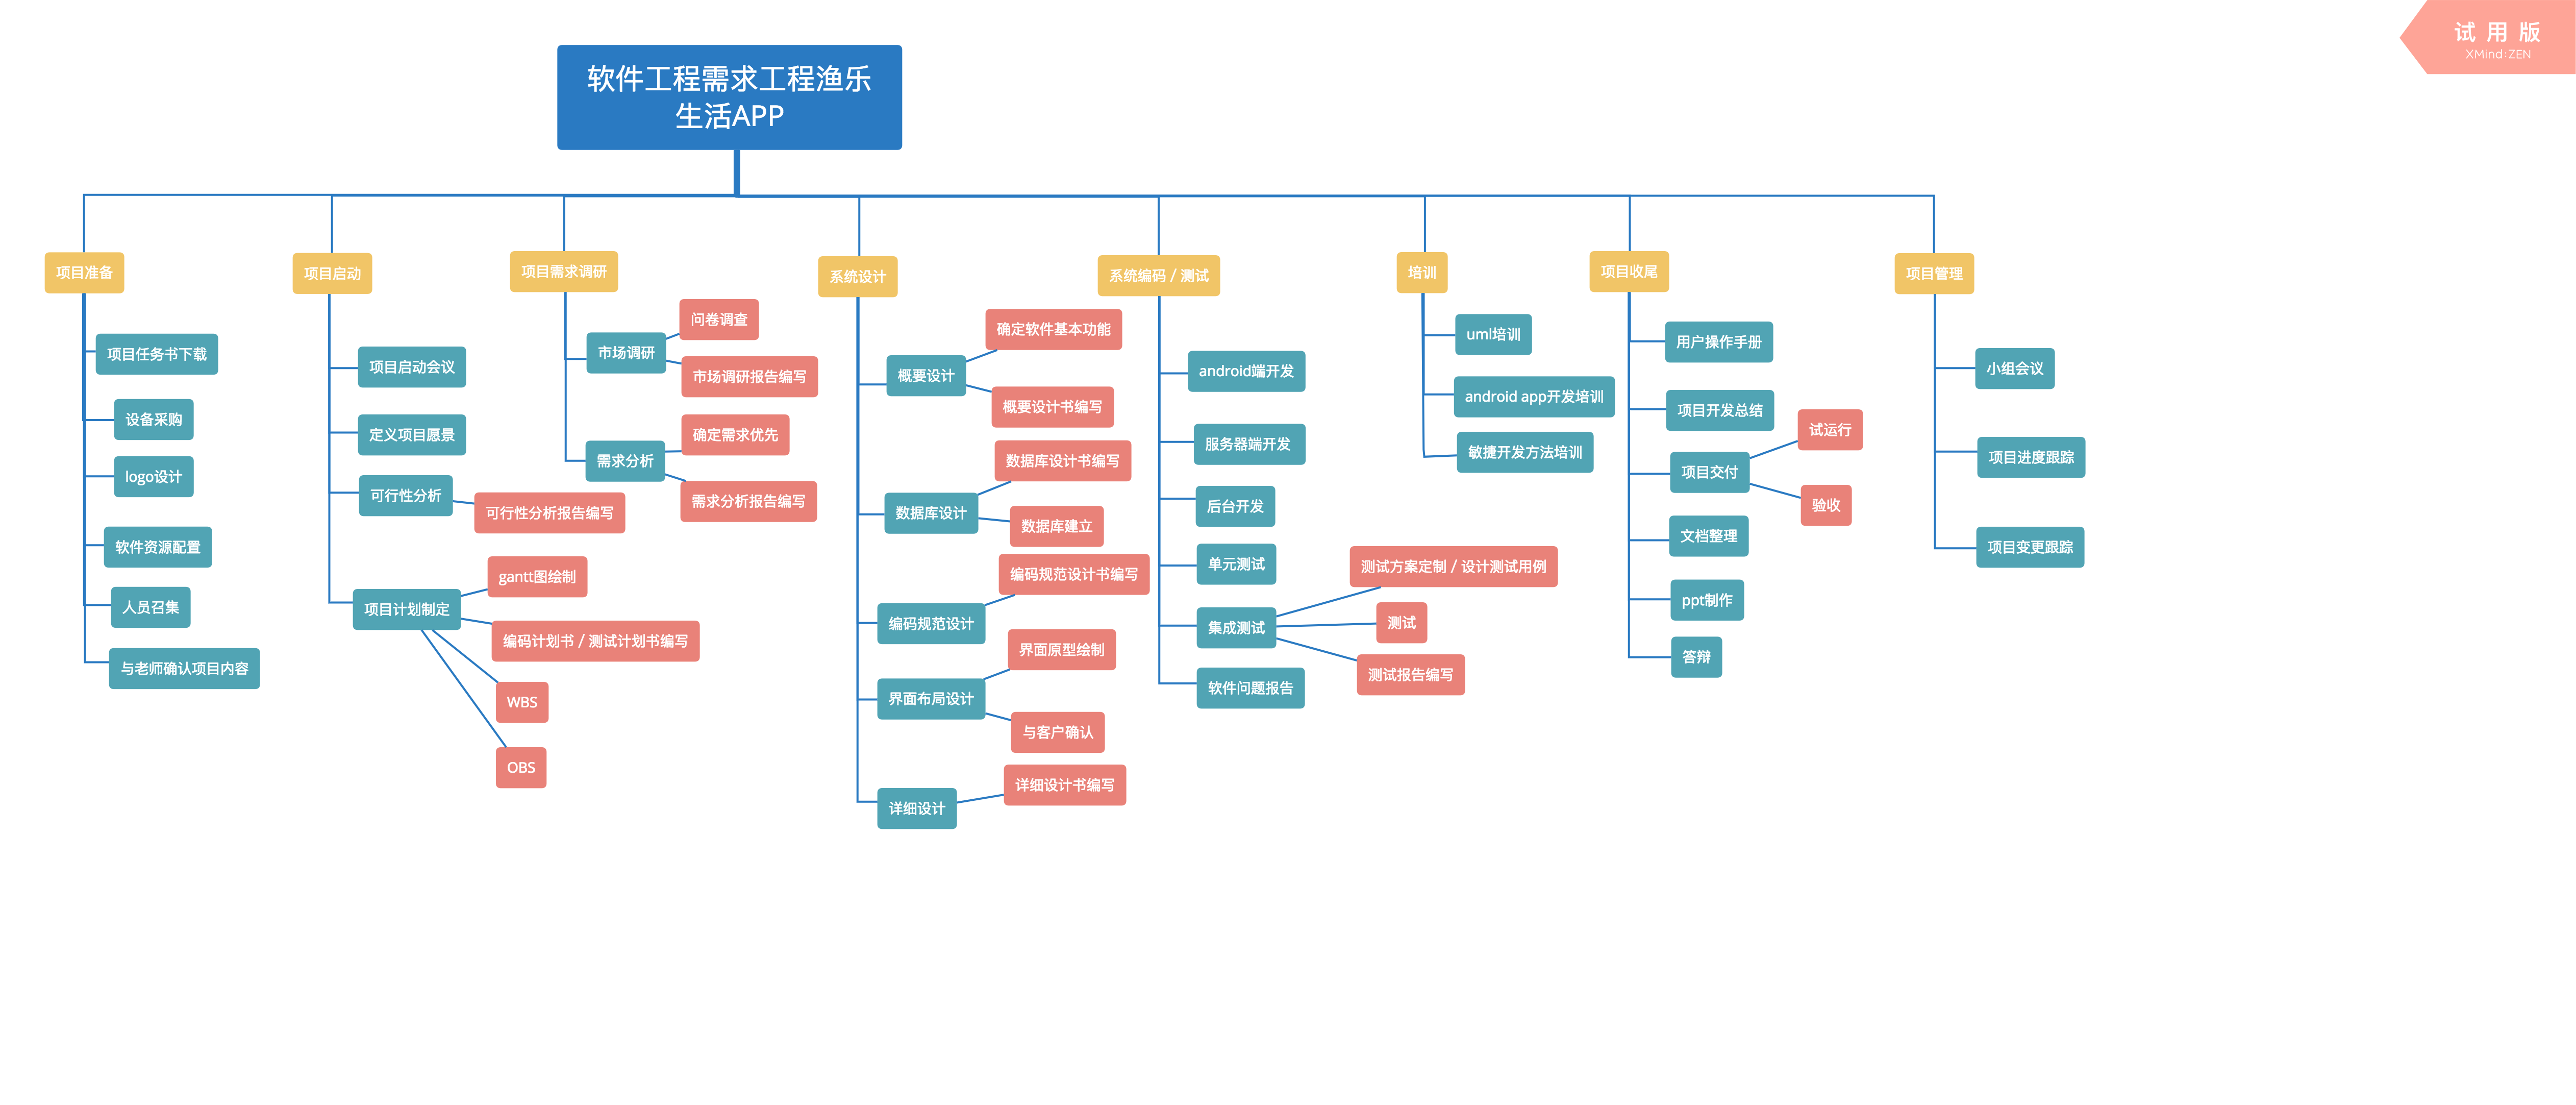 试用版
XMind:ZEN
软件工程需求工程渔乐
生活APP
项目准备
项目任务书下载
设备采购
logo设计
软件资源配置
人员召集
与老师确认项目内容
项目启动
项目启动会议
定义项目愿景
可行性分析
可行性分析报告编写
项目计划制定
gantt图绘制
编码计划书 / 测试计划书编写
WBS
OBS
项目需求调研
市场调研
问卷调查
市场调研报告编写
需求分析
确定需求优先
需求分析报告编写
系统设计
概要设计
确定软件基本功能
概要设计书编写
数据库设计
数据库设计书编写
数据库建立
编码规范设计
编码规范设计书编写
界面布局设计
界面原型绘制
与客户确认
详细设计
详细设计书编写
系统编码 / 测试
android端开发
服务器端开发
后台开发
单元测试
集成测试
测试方案定制 / 设计测试用例
测试
测试报告编写
软件问题报告
培训
uml培训
android app开发培训
敏捷开发方法培训
项目收尾
用户操作手册
项目开发总结
项目交付
试运行
验收
文档整理
ppt制作
答辩
项目管理
小组会议
项目进度跟踪
项目变更跟踪